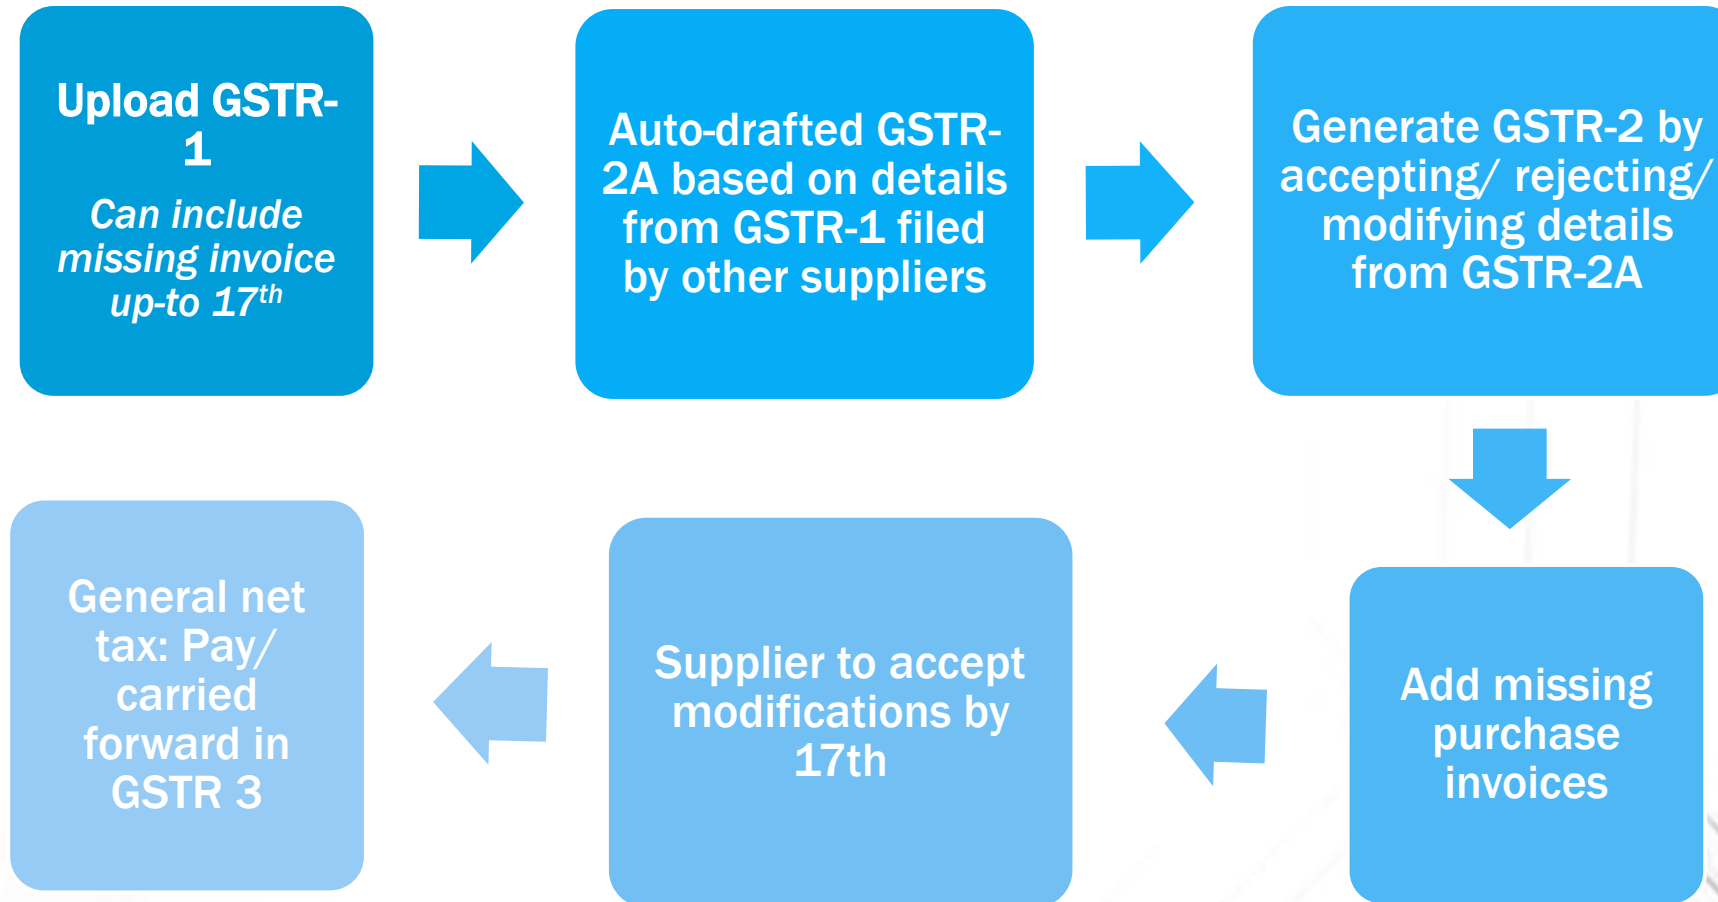 Upload GSTR-
1
Can include
missing invoice
up-to 17th
Auto-drafted GSTR-
2A based on details
from GSTR-1 filed
by other suppliers
Generate GSTR-2 by
accepting/ rejecting/
modifying details
from GSTR-2A
Add missing
purchase
invoices
Supplier to accept
modifications by
17th
General net
tax: Pay/
carried
forward in
GSTR 3